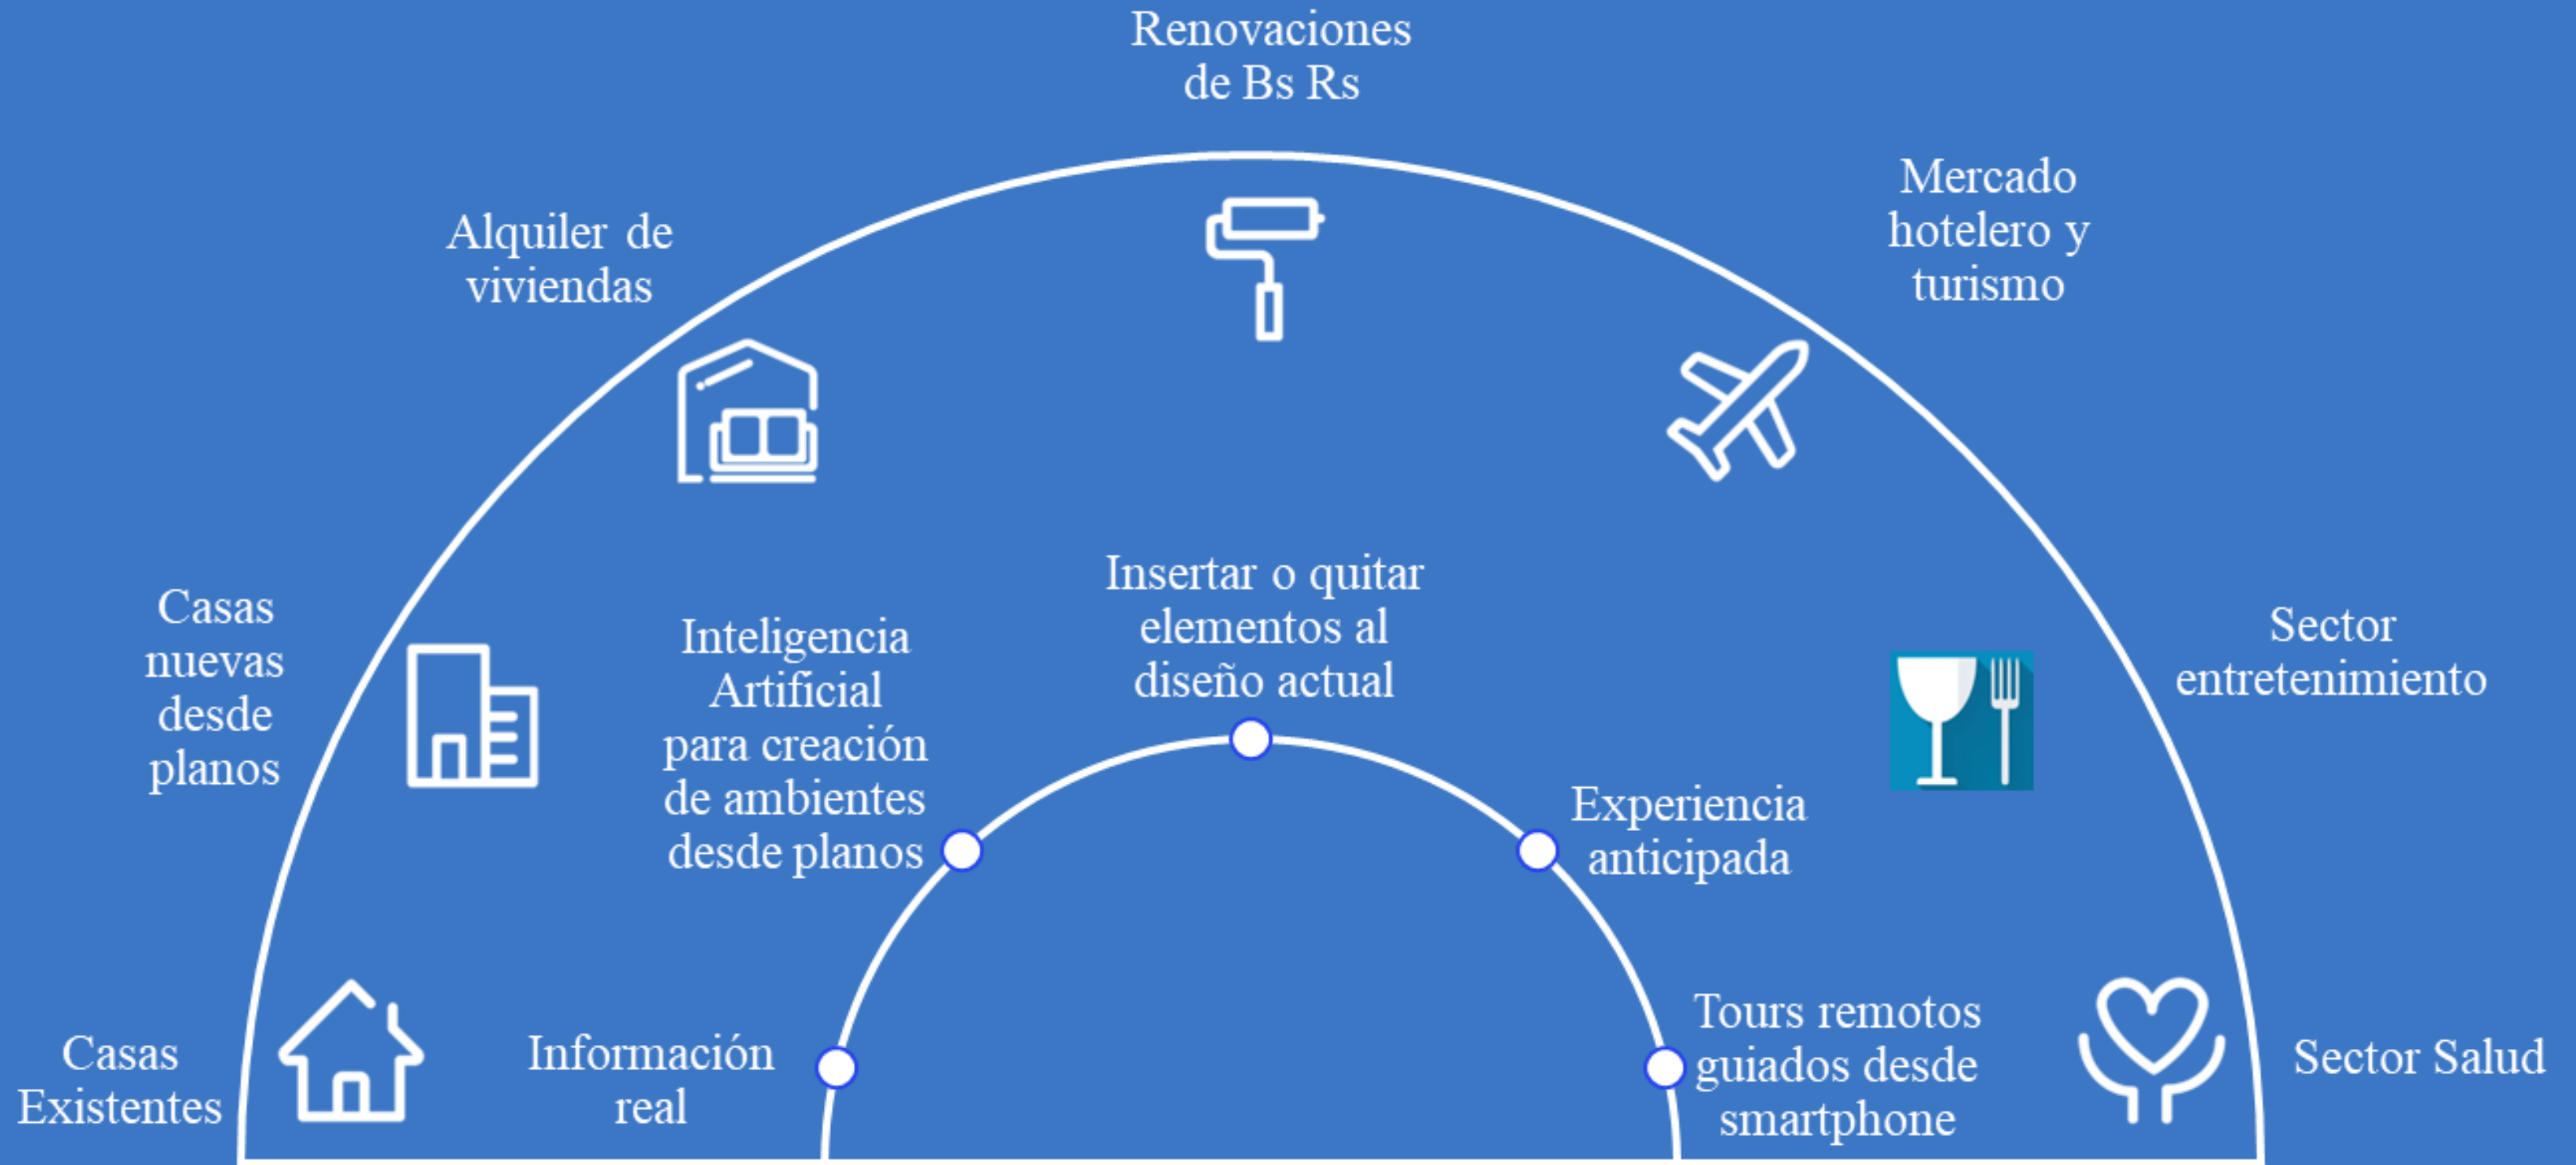 Renovaciones
de Bs Rs
Mercado
hotelero y
turismo
Alquiler de
viviendas
Casas
nuevas
desde
planos
Inteligencia
Artificial
para creación
de ambientes
desde planos
Insertar o quitar
elementos al
diseño actual
Experiencia
anticipada
Sector
entretenimiento
Casas
Existentes
Información
real
Tours remotos
guiados desde
smartphone
Sector Salud